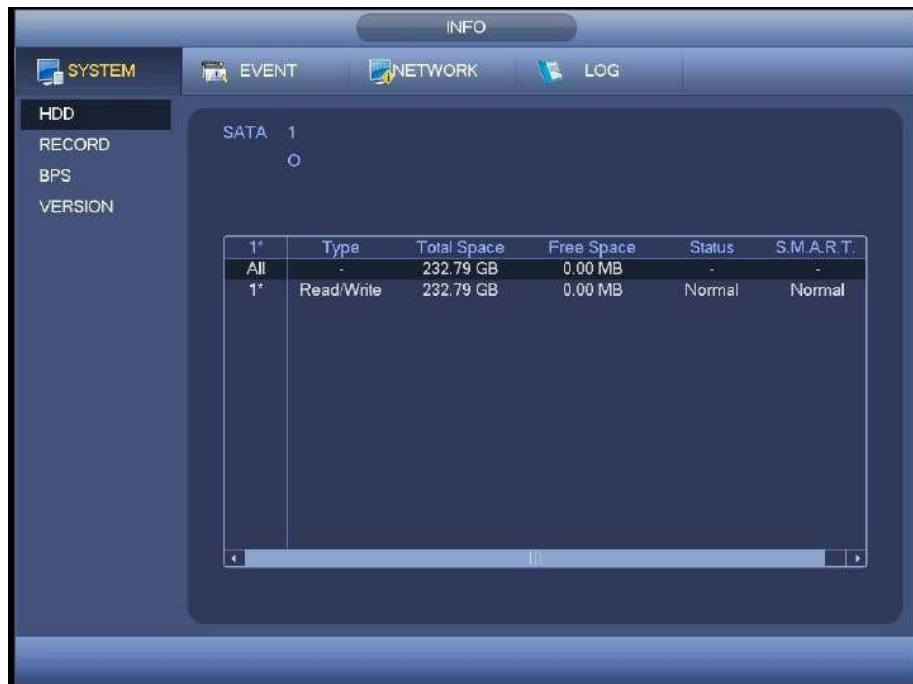 INFO
SYSTEM EVENT NETWORK LOG
HDD
RECORD
BPS
VERSION
SATA 1
O
1* Type Total Space Free Space Status S.M.A.R.T.
All - 232.79 GB 0.00 MB - -
1* Read/Write 232.79 GB 0.00 MB Normal Normal